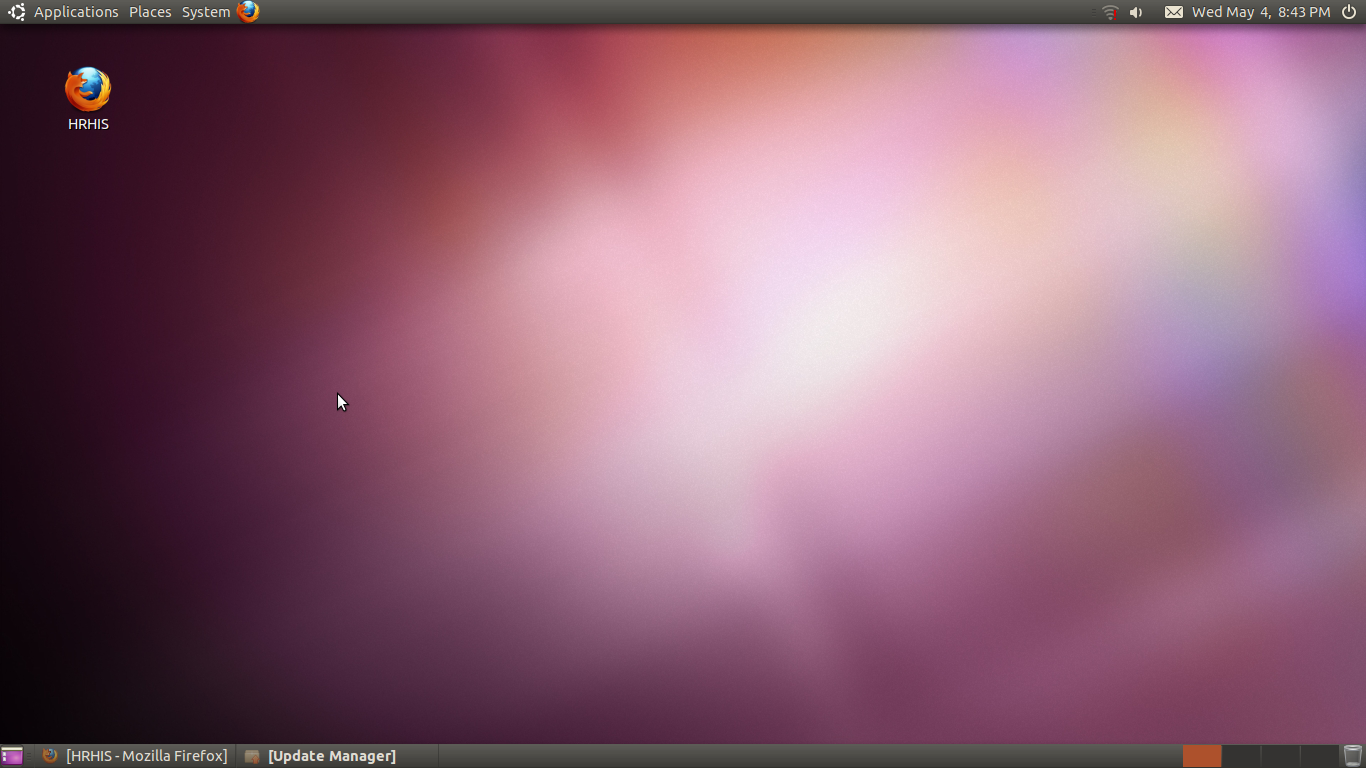 Applications Places System
Wed May 4, 8:43 PM
HRHIS
[HRHIS - Mozilla Firefox]
[Update Manager]